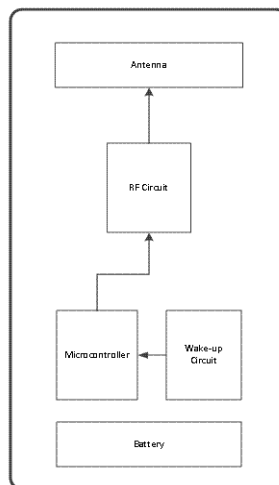 Antenna
RF Circuit
Microcontroller
Wake-up
Circuit
Battery